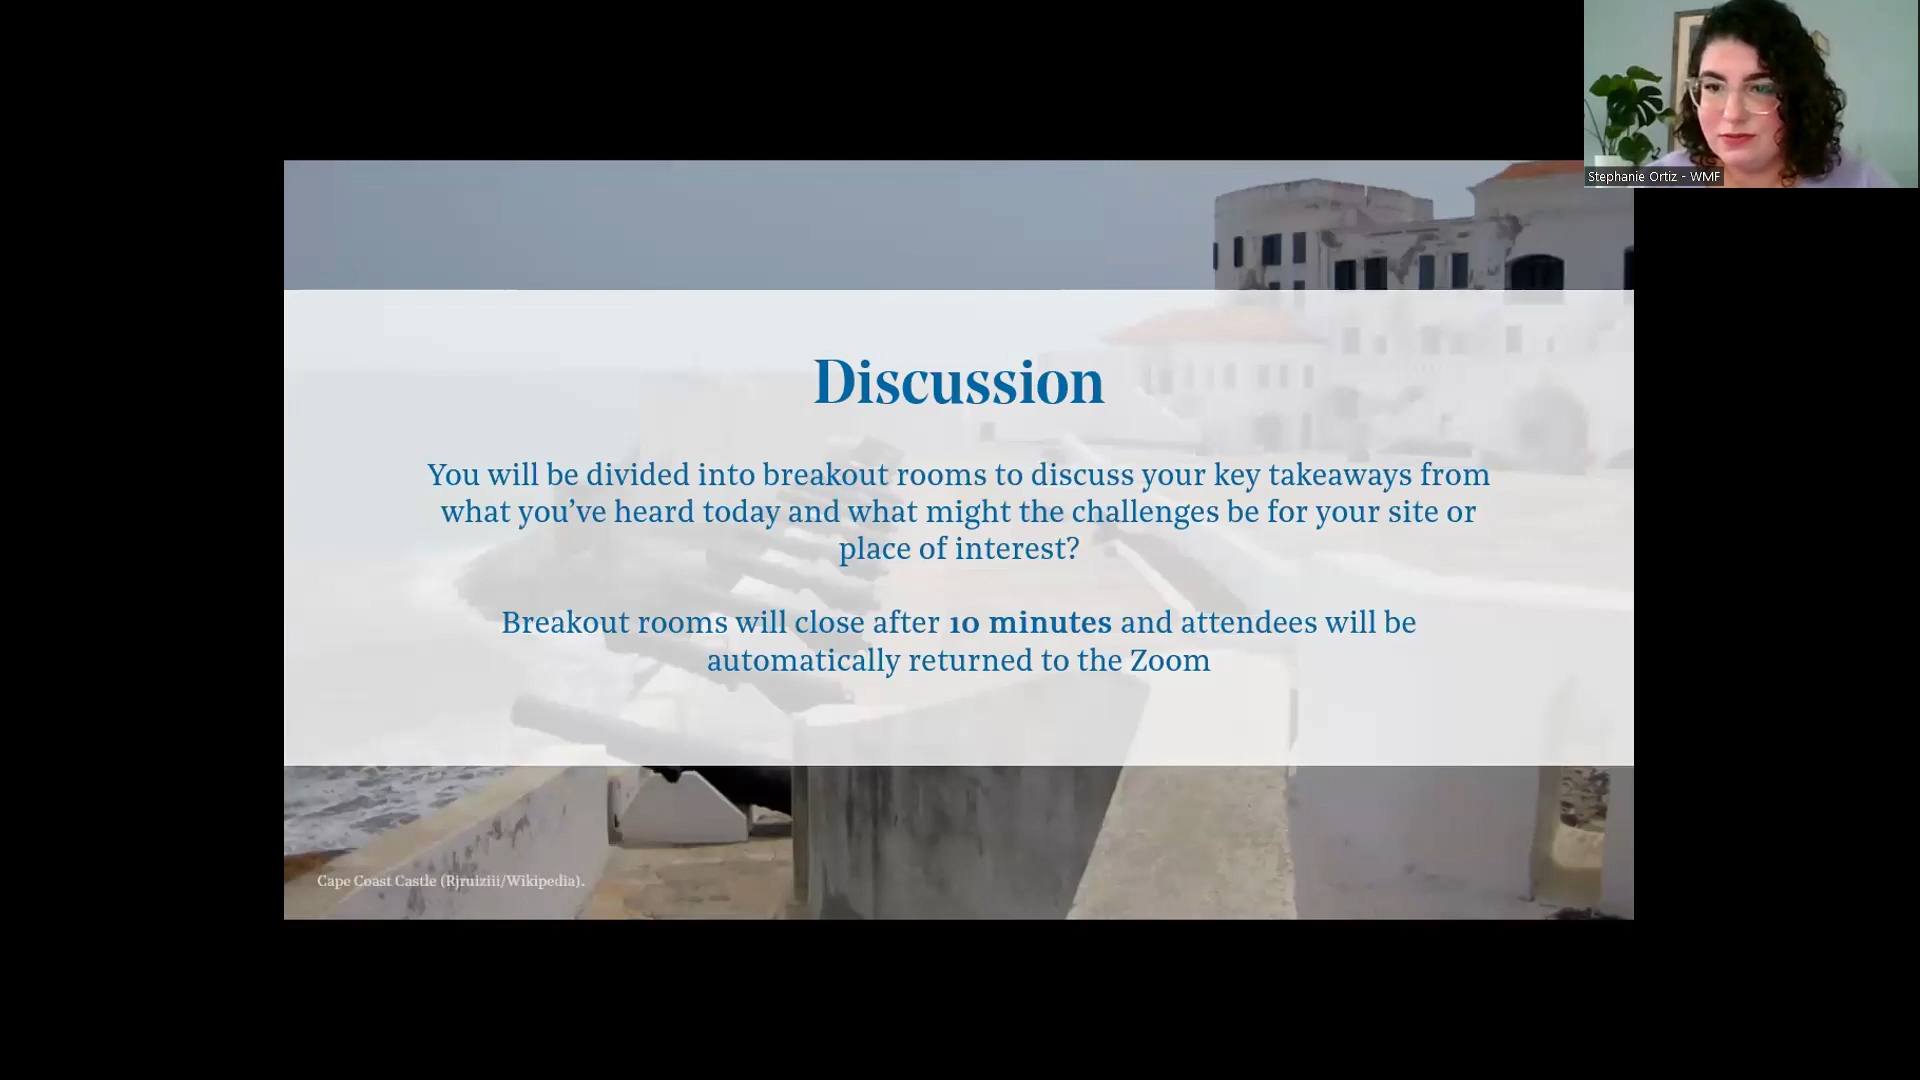 Stephanie Ortiz - WMF
Discussion
You will be divided into breakout rooms to discuss your key takeaways from
what you’ve heard today and what might the challenges be for your site or
place of interest?
Breakout rooms will close after 10 minutes and attendees will be
automatically returned to the Zoom
Cape Coast Castle (Rjruiziii/Wikipedia).